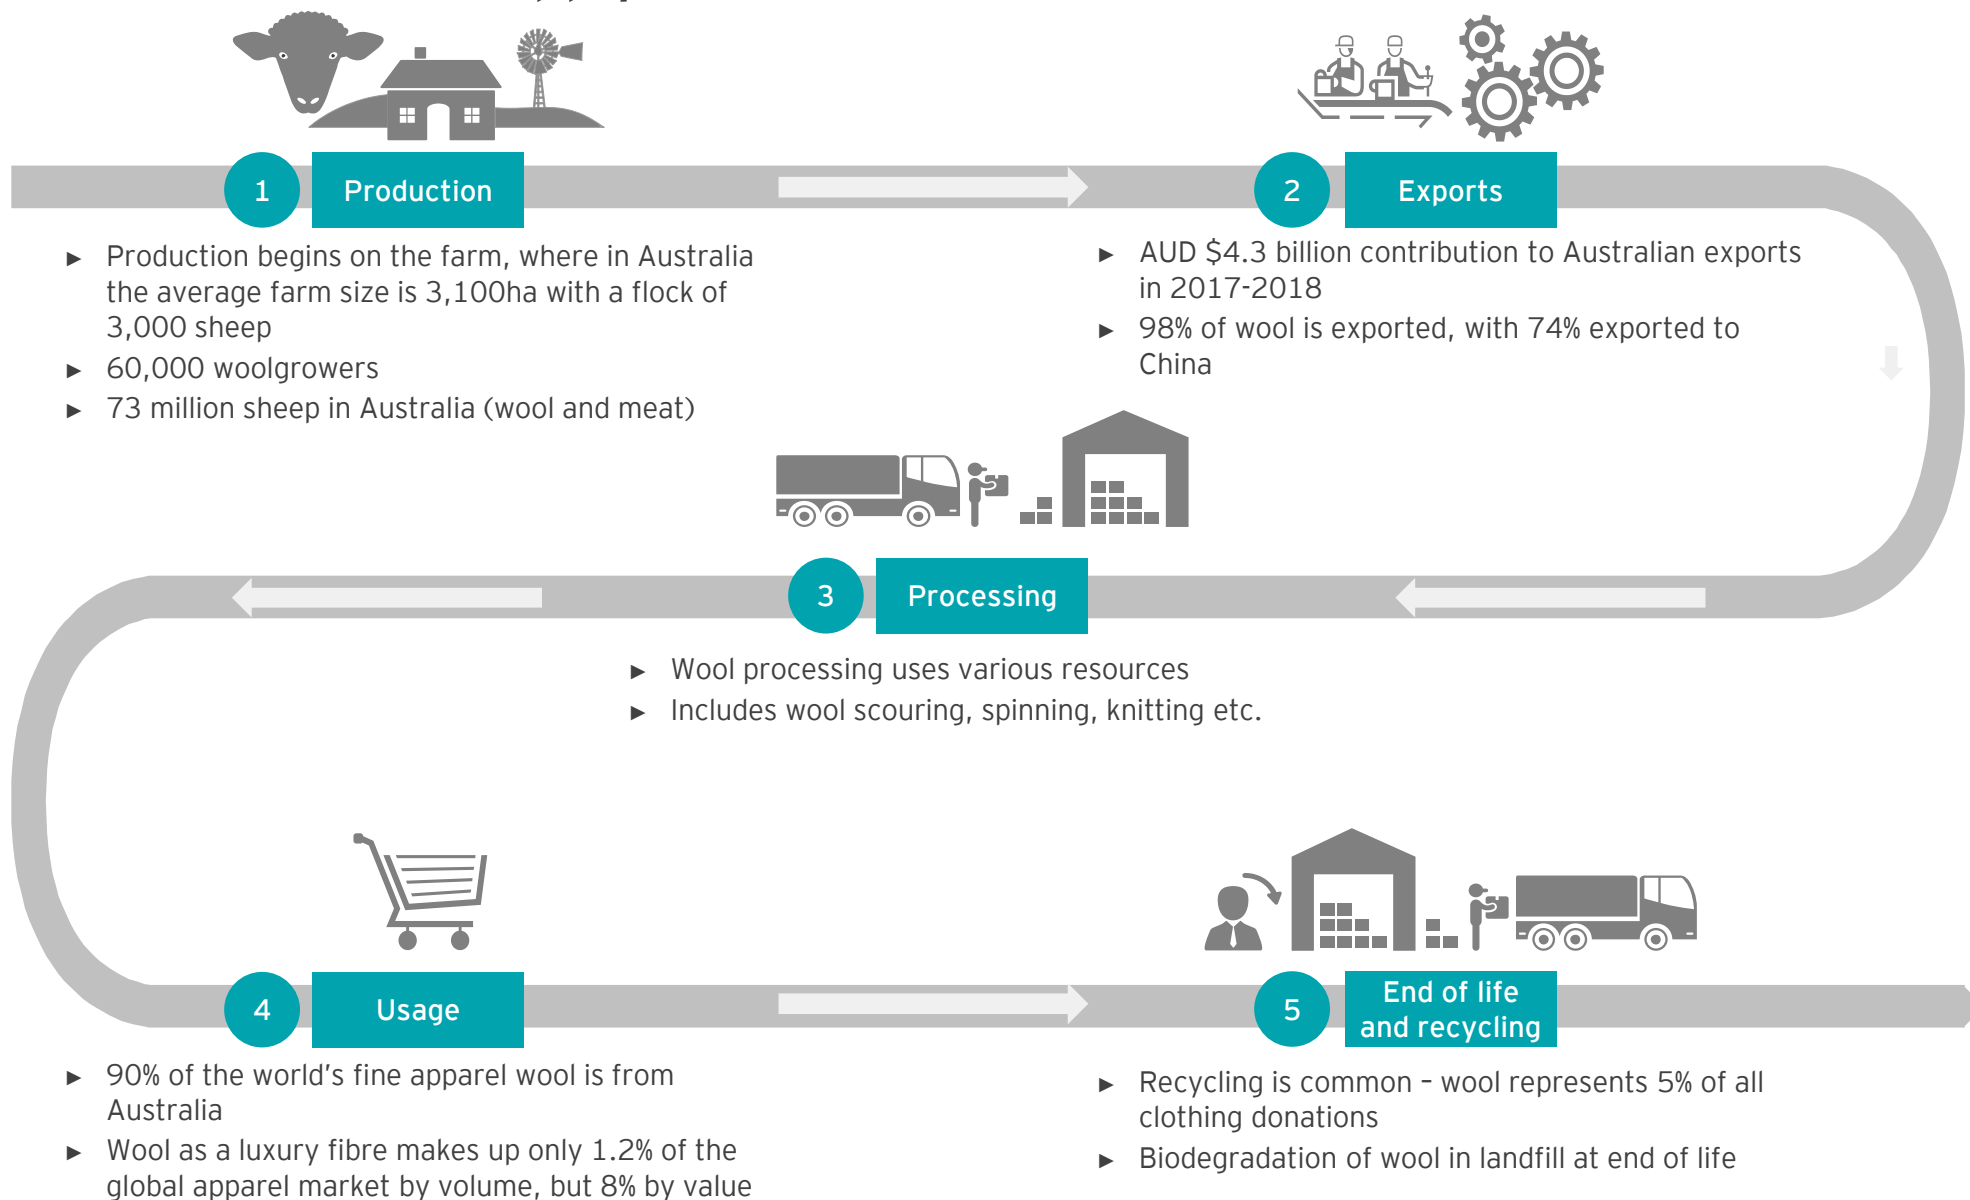 1
Production
2
Exports
► Production begins on the farm, where in Australia
the average farm size is 3,100ha with a flock of
3,000 sheep
► 60,000 woolgrowers
► 73 million sheep in Australia (wool and meat)
► AUD $4.3 billion contribution to Australian exports
in 2017-2018
► 98% of wool is exported, with 74% exported to
China
3
Processing
► Wool processing uses various resources
► Includes wool scouring, spinning, knitting etc.
4
Usage
5
End of life
and recycling
► 90% of the world's fine apparel wool is from
Australia
► Wool as a luxury fibre makes up only 1.2% of the
global apparel market by volume, but 8% by value
► Recycling is common – wool represents 5% of all
clothing donations
► Biodegradation of wool in landfill at end of life